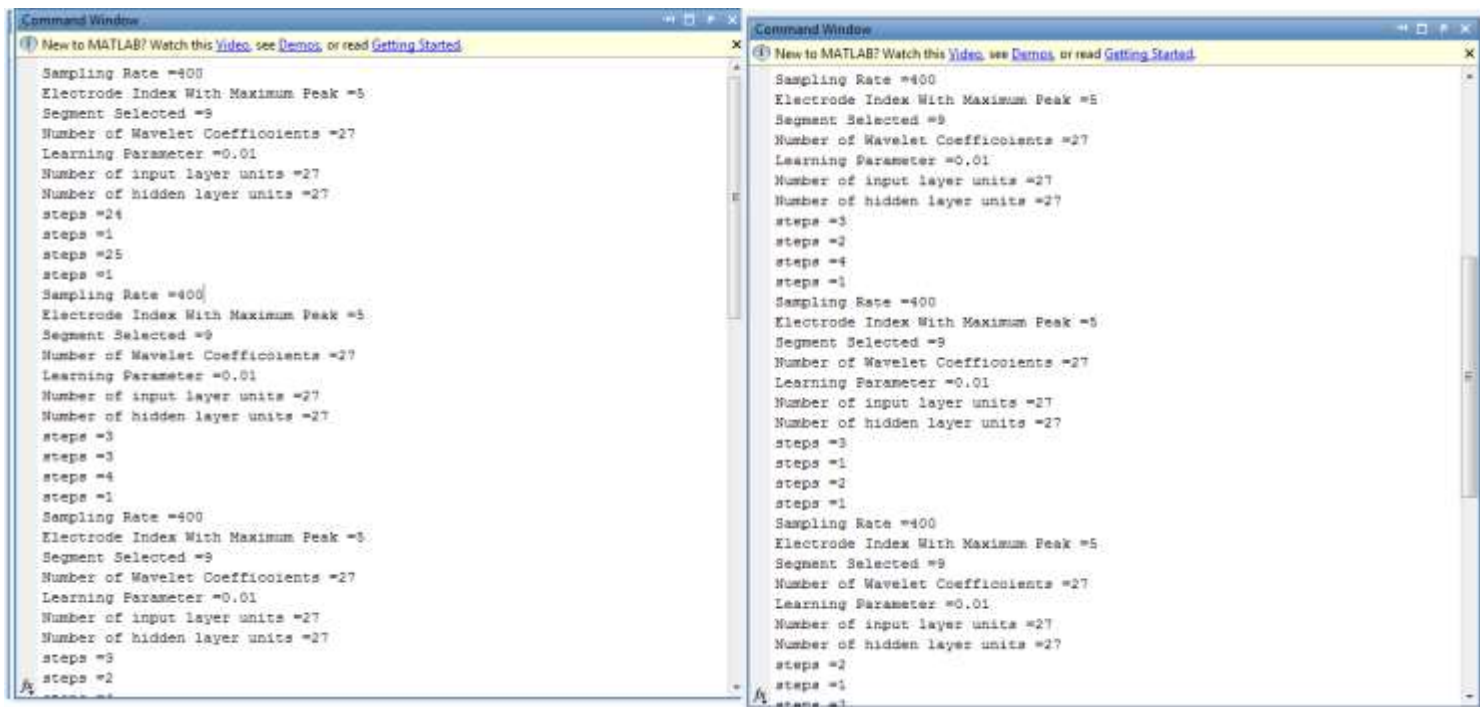 Command Window
New to MATLAB? Watch this Video, see Demos, or read Getting Started.
Sampling Rate =400
Electrode Index With Maximum Peak =5
Segment Selected =9
Number of Wavelet Coefficoients =27
Learning Parameter =0.01
Number of input layer units =27
Number of hidden layer units =27
steps =24
steps =1
steps =25
steps =1
Sampling Rate =400
Electrode Index With Maximum Peak =5
Segment Selected =9
Number of Wavelet Coefficoients =27
Learning Parameter =0.01
Number of input layer units =27
Number of hidden layer units =27
steps =3
steps =3
steps =4
steps =1
Sampling Rate =400
Electrode Index With Maximum Peak =5
Segment Selected =9
Number of Wavelet Coefficoients =27
Learning Parameter =0.01
Number of input layer units =27
Number of hidden layer units =27
steps =3
steps =2
fx
Command Window
New to MATLAB? Watch this Video, see Demos, or read Getting Started.
Sampling Rate =400
Electrode Index With Maximum Peak =5
Segment Selected =9
Number of Wavelet Coefficoients =27
Learning Parameter =0.01
Number of input layer units =27
Number of hidden layer units =27
steps =3
steps =2
steps =4
steps =1
Sampling Rate =400
Electrode Index With Maximum Peak =5
Segment Selected =9
Number of Wavelet Coefficoients =27
Learning Parameter =0.01
Number of input layer units =27
Number of hidden layer units =27
steps =3
steps =1
steps =2
steps =1
Sampling Rate =400
Electrode Index With Maximum Peak =5
Segment Selected =9
Number of Wavelet Coefficoients =27
Learning Parameter =0.01
Number of input layer units =27
Number of hidden layer units =27
steps =2
steps =1
fx